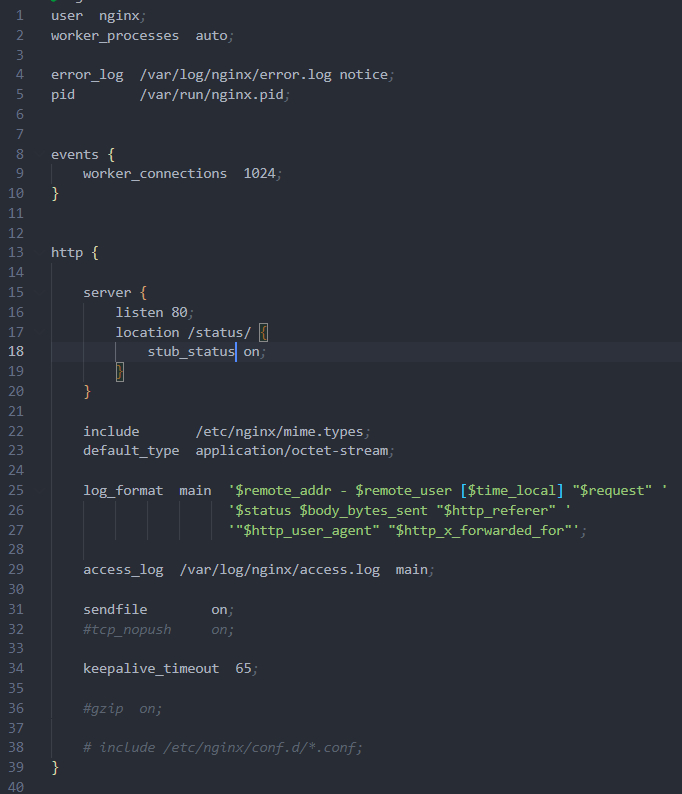 1 user  nginx;
2 worker_processes  auto;
3
4 error_log  /var/log/nginx/error.log notice;
5 pid        /var/run/nginx.pid;
6
7
8 events {
9     worker_connections  1024;
10 }
11
12
13 http {
14
15     server {
16         listen 80;
17         location /status/ {
18             stub_status on;
19         }
20     }
21
22     include       /etc/nginx/mime.types;
23     default_type  application/octet-stream;
24
25     log_format  main  '$remote_addr - $remote_user [$time_local] "$request" '
26                       '$status $body_bytes_sent "$http_referer" '
27                       '"$http_user_agent" "$http_x_forwarded_for"';
28
29     access_log  /var/log/nginx/access.log  main;
30
31     sendfile        on;
32     #tcp_nopush     on;
33
34     keepalive_timeout  65;
35
36     #gzip  on;
37
38     # include /etc/nginx/conf.d/*.conf;
39 }
40